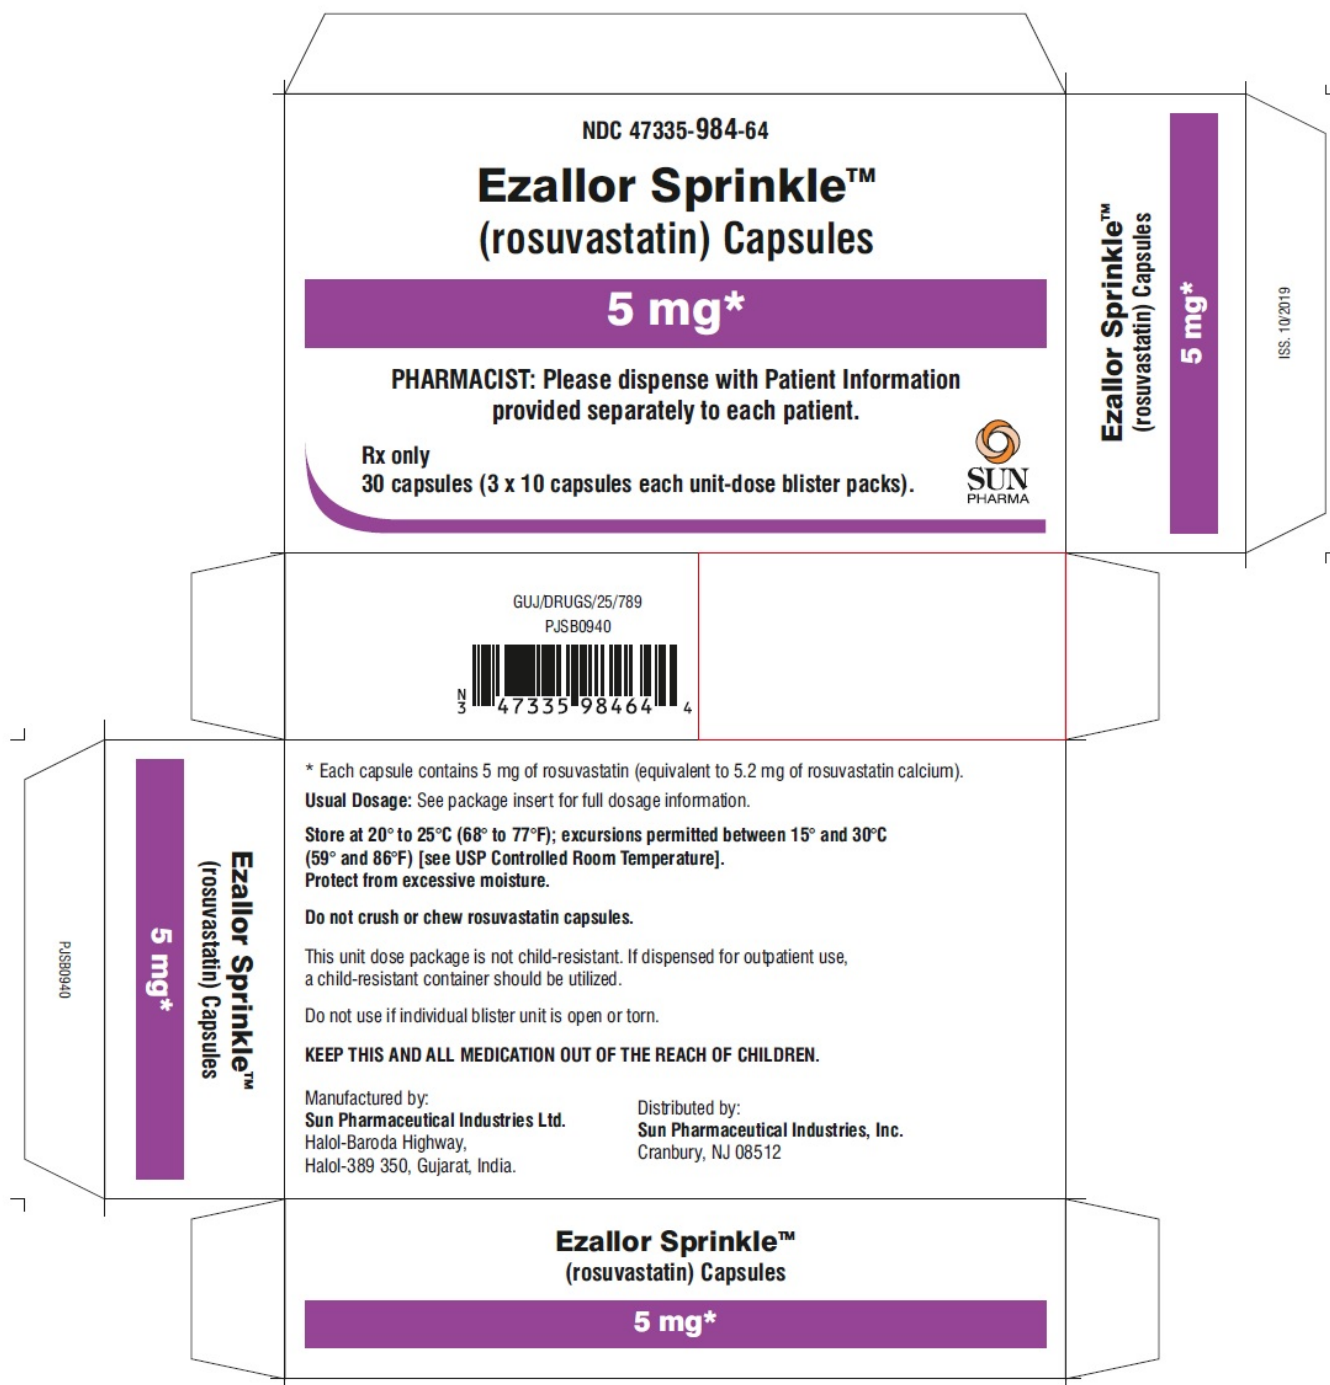 NDC 47335-984-64
Ezallor Sprinkle™
(rosuvastatin) Capsules
5 mg*
PHARMACIST: Please dispense with Patient Information
provided separately to each patient.
Rx only
30 capsules (3 x 10 capsules each unit-dose blister packs).
SUN
PHARMA
Ezallor Sprinkle™
(rosuvastatin) Capsules
5 mg*
ISS. 10/2019
GUJ/DRUGS/25/789
PJSB0940
N
3 47335 98464 4
* Each capsule contains 5 mg of rosuvastatin (equivalent to 5.2 mg of rosuvastatin calcium).
Usual Dosage: See package insert for full dosage information.
Store at 20° to 25°C (68° to 77°F); excursions permitted between 15° and 30°C
(59° and 86°F) [see USP Controlled Room Temperature].
Protect from excessive moisture.
Do not crush or chew rosuvastatin capsules.
This unit dose package is not child-resistant. If dispensed for outpatient use,
a child-resistant container should be utilized.
Do not use if individual blister unit is open or torn.
KEEP THIS AND ALL MEDICATION OUT OF THE REACH OF CHILDREN.
Manufactured by:
Sun Pharmaceutical Industries Ltd.
Halol-Baroda Highway,
Halol-389 350, Gujarat, India.
Distributed by:
Sun Pharmaceutical Industries, Inc.
Cranbury, NJ 08512
Ezallor Sprinkle™
(rosuvastatin) Capsules
5 mg*
PJSB0940
Ezallor Sprinkle™
(rosuvastatin) Capsules
5 mg*